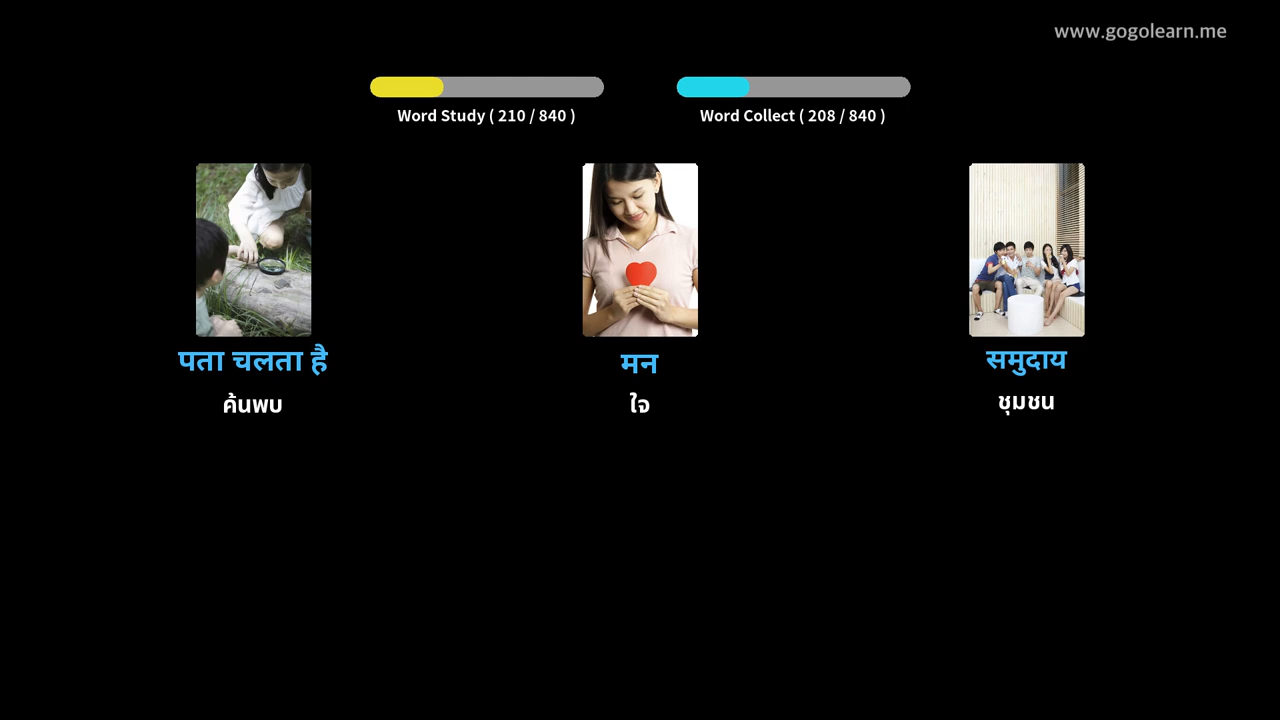 www.gogolearn.me
Word Study ( 210 / 840 )
Word Collect ( 208 / 840 )
पता चलता है
ค้นพบ
मन
ใจ
समुदाय
ชุมชน